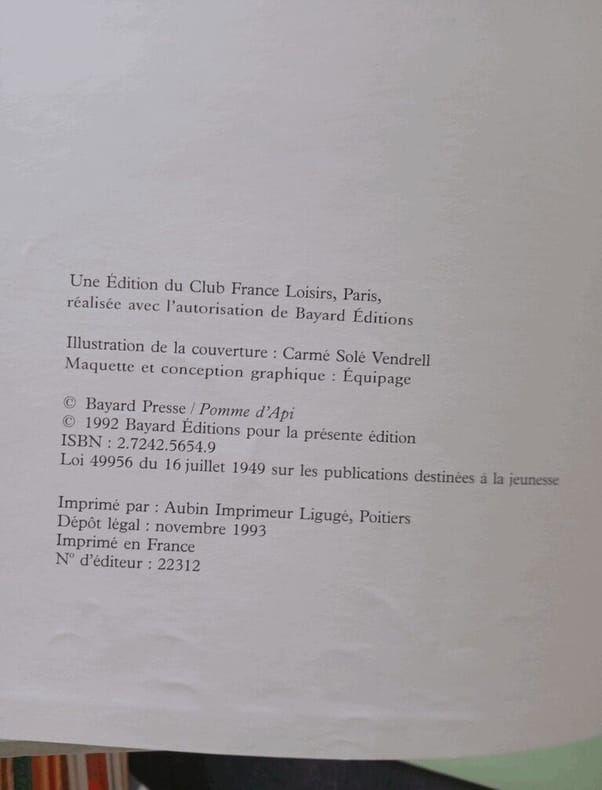 Une Édition du Club France Loisirs, Paris,
réalisée avec l'autorisation de Bayard Éditions
Illustration de la couverture : Carmé Solé Vendrell
Maquette et conception graphique : Équipage
© Bayard Presse / Pomme d'Api
© 1992 Bayard Éditions pour la présente édition
ISBN : 2.7242.5654.9
Loi 49956 du 16 juillet 1949 sur les publications destinées à la jeunesse
Imprimé par : Aubin Imprimeur Ligugé, Poitiers
Dépôt légal : novembre 1993
Imprimé en France
N° d'éditeur : 22312